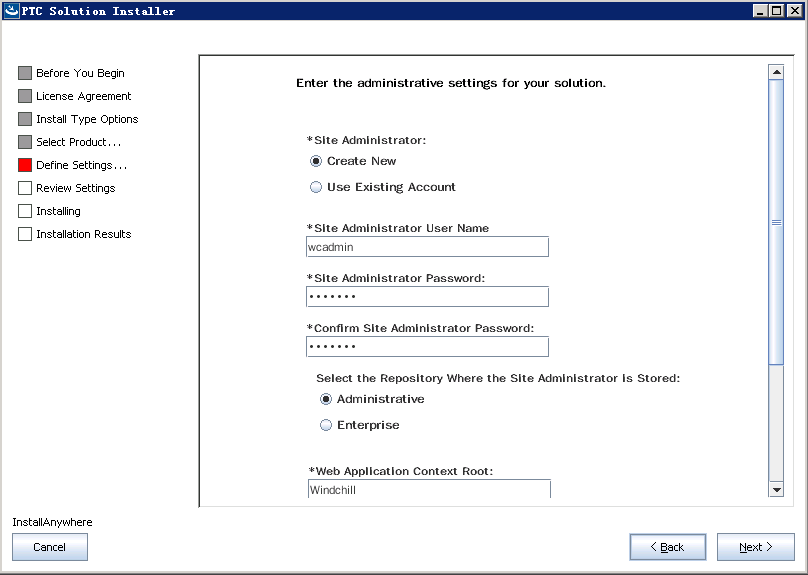 PTC Solution Installer
Before You Begin
License Agreement
Install Type Options
Select Product...
Define Settings...
Review Settings
Installing
Installation Results
Enter the administrative settings for your solution.
*Site Administrator:
Create New
Use Existing Account
*Site Administrator User Name
wcadmin
*Site Administrator Password:
•••••••
*Confirm Site Administrator Password:
•••••••
Select the Repository Where the Site Administrator is Stored:
Administrative
Enterprise
*Web Application Context Root:
Windchill
InstallAnywhere
Cancel
< Back
Next >